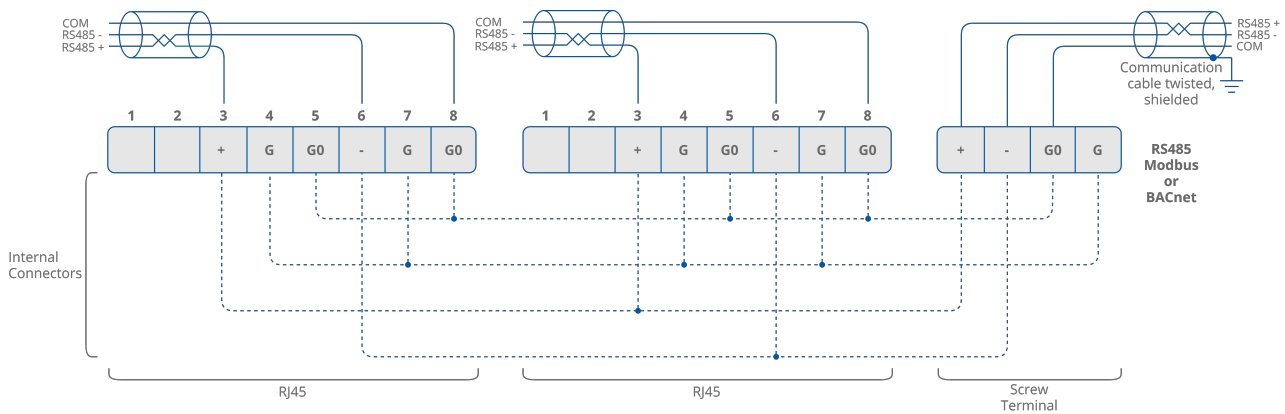 COM
RS485 -
RS485 +
COM
RS485 -
RS485 +
RS485 +
RS485 -
COM
Communication
cable twisted,
shielded
1 2 3 4 5 6 7 8
1 2 3 4 5 6 7 8
+ G G0 - G G0
+ G G0 - G G0
+ - G0 G
RS485
Modbus
or
BACnet
Internal
Connectors
RJ45
RJ45
Screw
Terminal